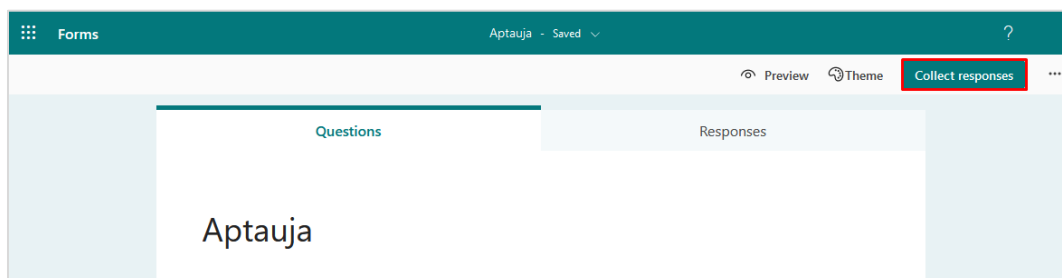 Forms Aptauja - Saved ?
Preview Theme Collect responses ...
Questions Responses
Aptauja